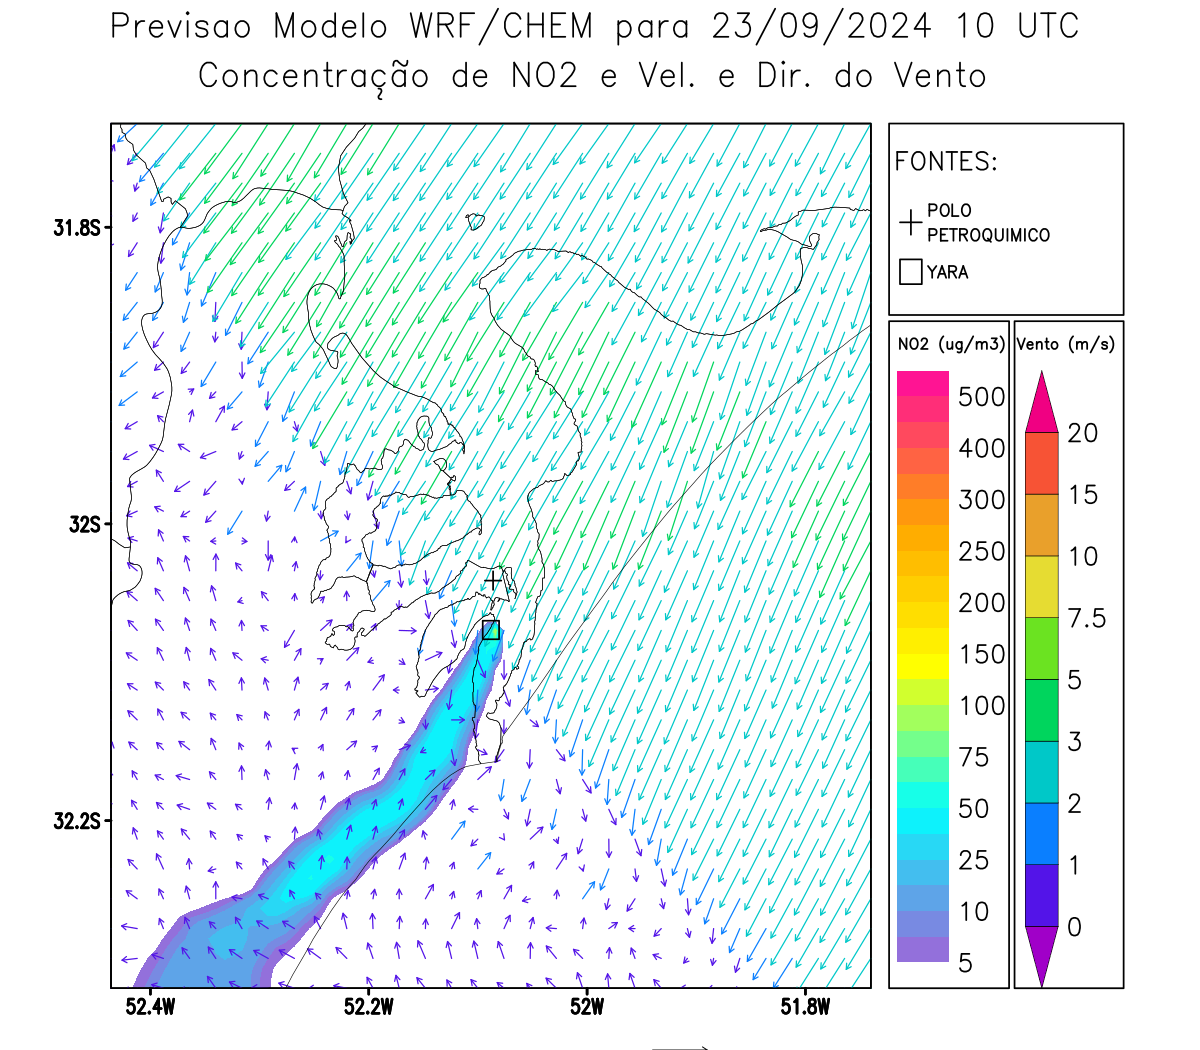 Previsao Modelo WRF/CHEM para 23/09/2024 10 UTC
Concentração de NO2 e Vel. e Dir. do Vento
FONTES:
POLO
PETROQUIMICO
YARA
NO2 (ug/m3)
500
400
300
250
200
150
100
75
50
25
10
5
Vento (m/s)
20
15
10
7.5
5
3
2
1
0
31.8S
32S
32.2S
52.4W
52.2W
52W
51.8W